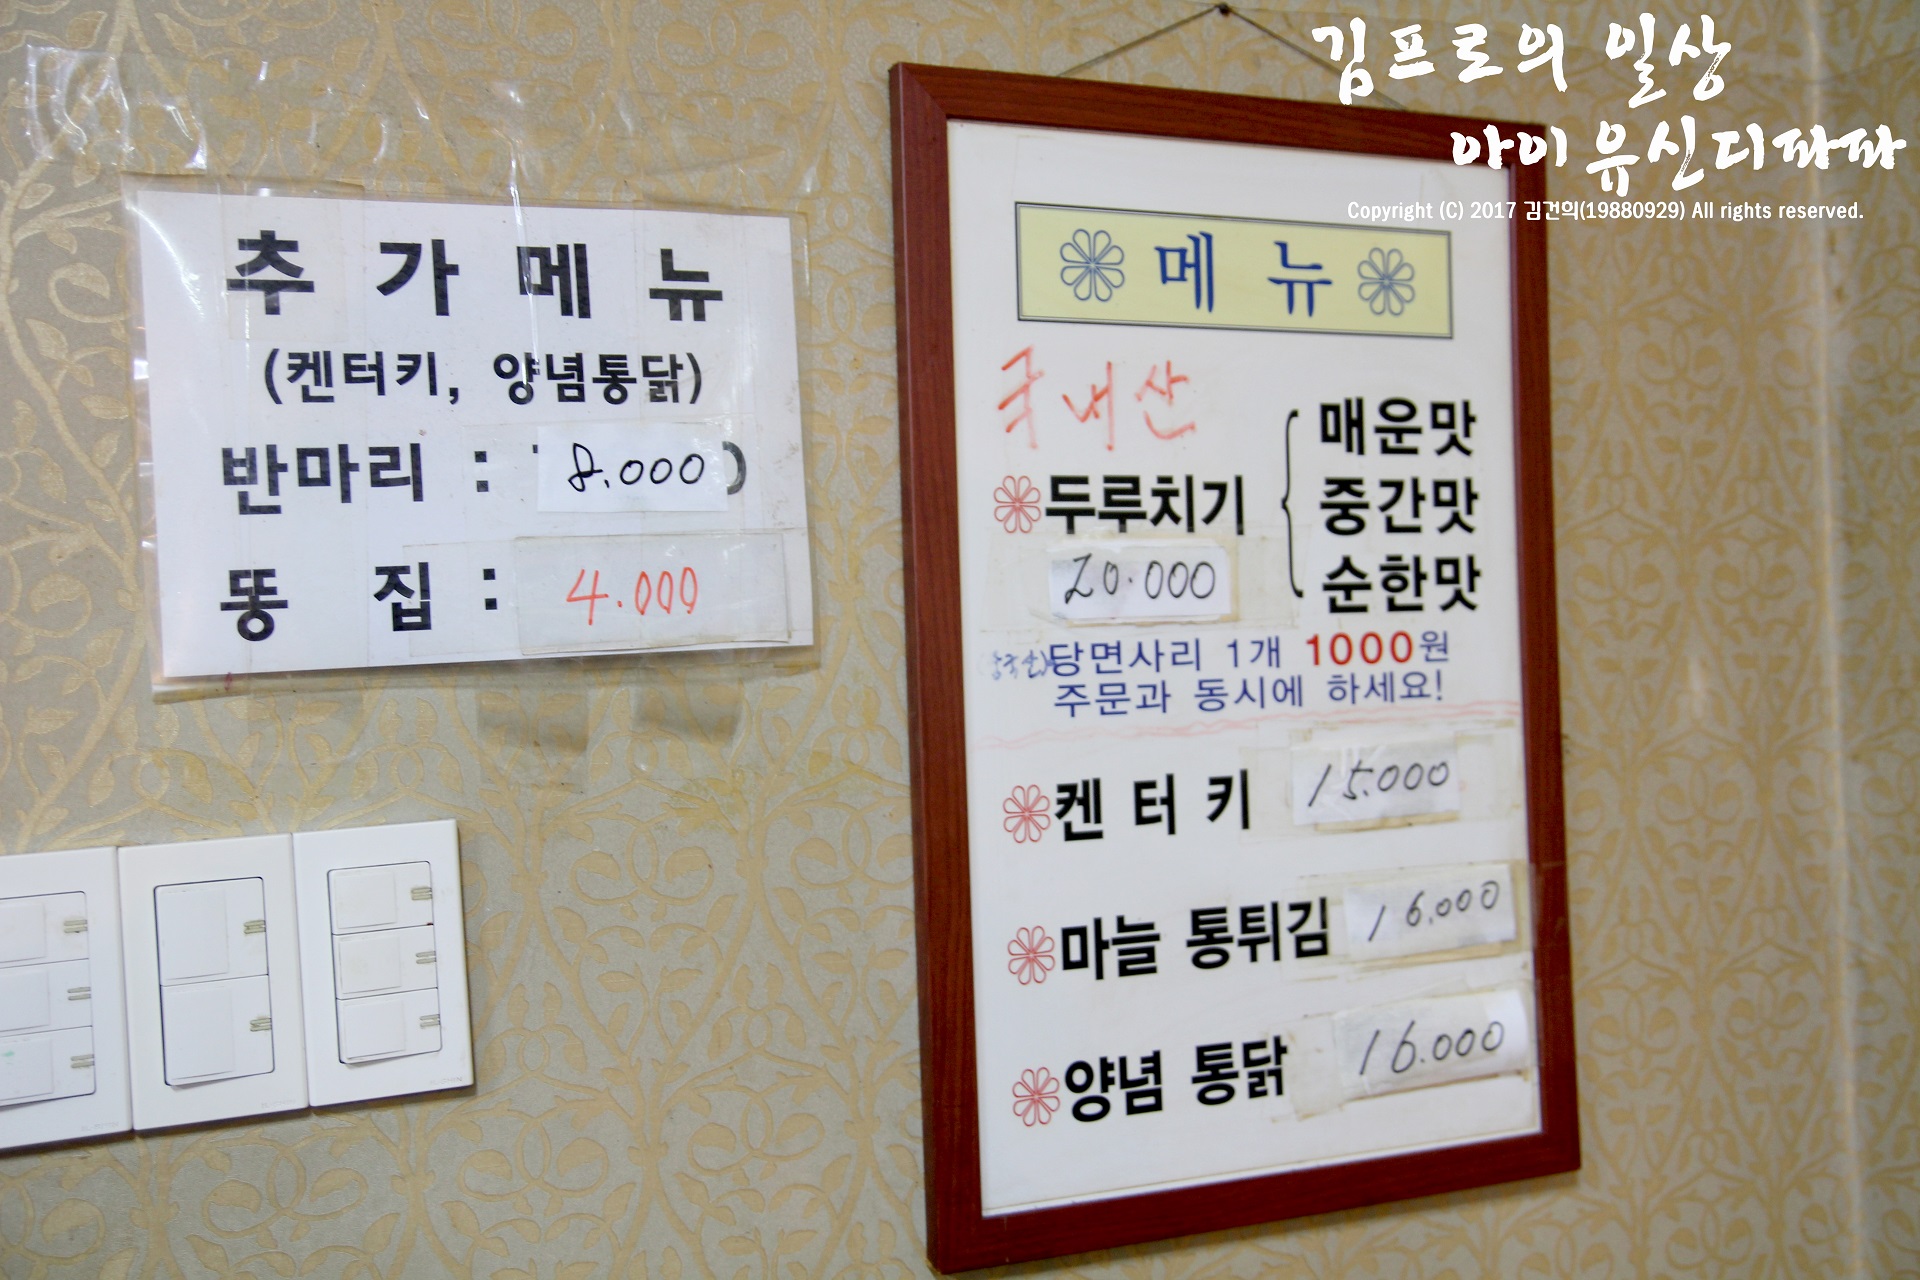 김프로의 일상
아이 유신디파파
Copyright (C) 2017 김건희(19880929) All rights reserved.
추 가 메 뉴
(켄터키, 양념통닭)
반마리 : 8.000
똥 집 : 4.000
메 뉴
국내산
두루치기
매운맛
중간맛
순한맛
20.000
당면사리 1개 1000원
주문과 동시에 하세요!
켄 터 키 15.000
마늘 통튀김 16.000
양념 통닭 16.000